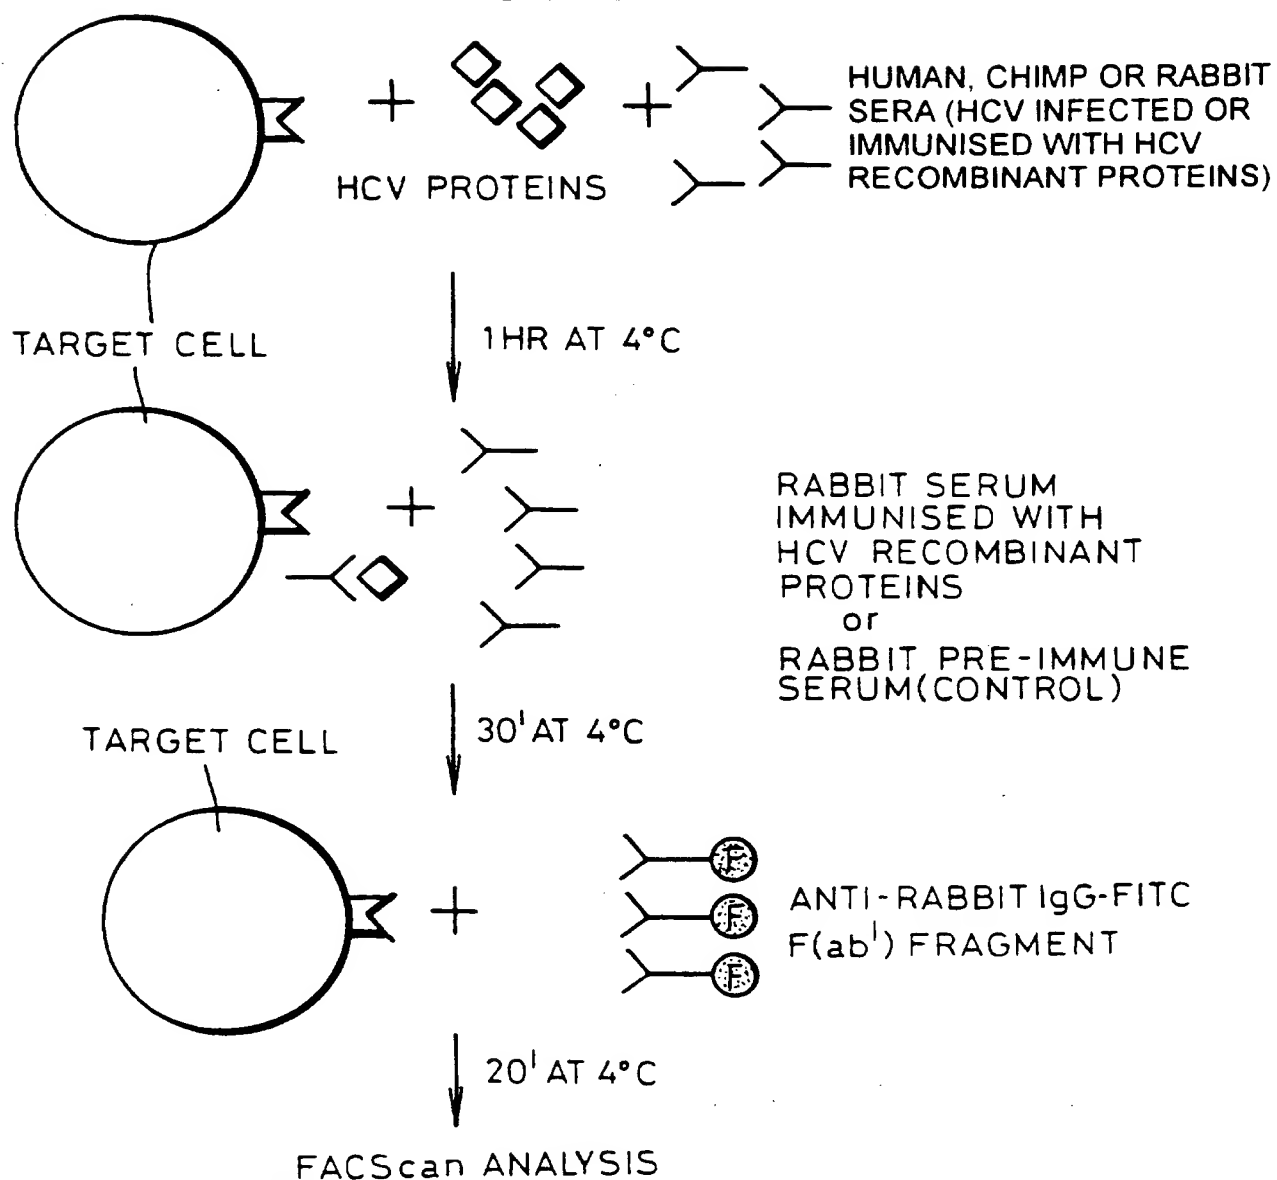 HUMAN, CHIMP OR RABBIT
SERA (HCV INFECTED OR
IMMUNISED WITH HCV
RECOMBINANT PROTEINS)
HCV PROTEINS
TARGET CELL
1HR AT 4°C
RABBIT SERUM
IMMUNISED WITH
HCV RECOMBINANT
PROTEINS
or
RABBIT PRE-IMMUNE
SERUM(CONTROL)
30' AT 4°C
TARGET CELL
F
F
F
ANTI-RABBIT IgG-FITC
F(ab') FRAGMENT
20' AT 4°C
FACScan ANALYSIS